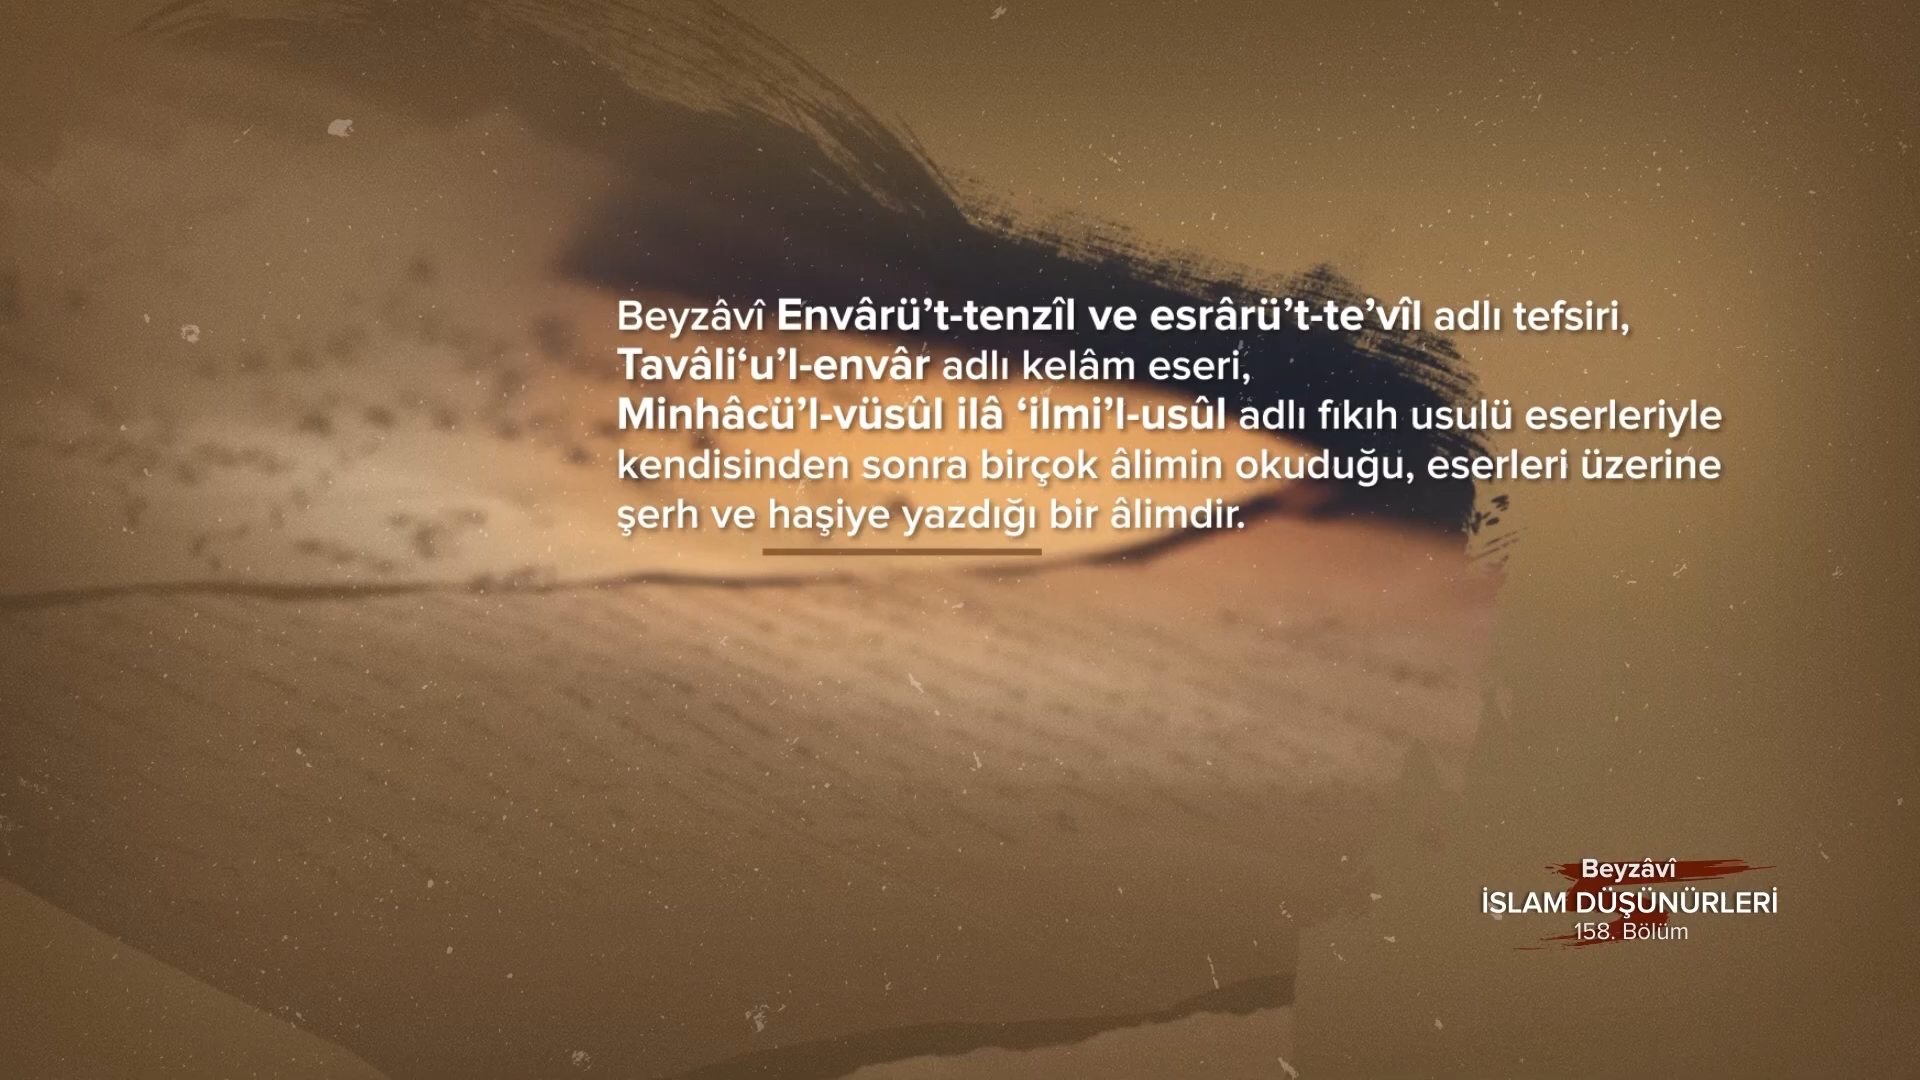 Beyzâvî Envârü’t-tenzîl ve esrârü’t-te’vîl adlı tefsiri,
Tavâli‘u’l-envâr adlı kelâm eseri,
Minhâcü’l-vüsûl ilâ ‘ilmi’l-usûl adlı fıkıh usulü eserleriyle
kendisinden sonra birçok âlimin okuduğu, eserleri üzerine
şerh ve haşiye yazdığı bir âlimdir.
Beyzâvî
İSLAM DÜŞÜNÜRLERİ
158. Bölüm